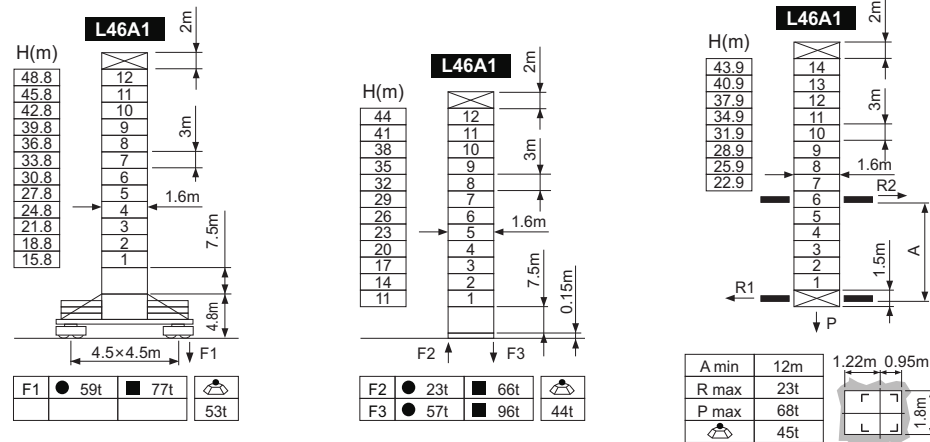 L46A1
2m
H(m)
48.8
45.8
42.8
39.8
36.8
33.8
30.8
27.8
24.8
21.8
18.8
15.8
12
11
10
9
8
7
6
5
4
3
2
1
3m
1.6m
7.5m
4.8m
4.5×4.5m
F1
F1 ● 59t ■ 77t
53t
L46A1
2m
H(m)
44
41
38
35
32
29
26
23
20
17
14
11
12
11
10
9
8
7
6
5
4
3
2
1
3m
1.6m
7.5m
0.15m
F2 F3
F2 ● 23t ■ 66t
F3 ● 57t ■ 96t
44t
L46A1
2m
H(m)
43.9
40.9
37.9
34.9
31.9
28.9
25.9
22.9
14
13
12
11
10
9
8
7
6
5
4
3
2
1
3m
1.6m
R2
A
1.5m
R1
P
A min 12m
R max 23t
P max 68t
45t
1.22m 0.95m
1.8m